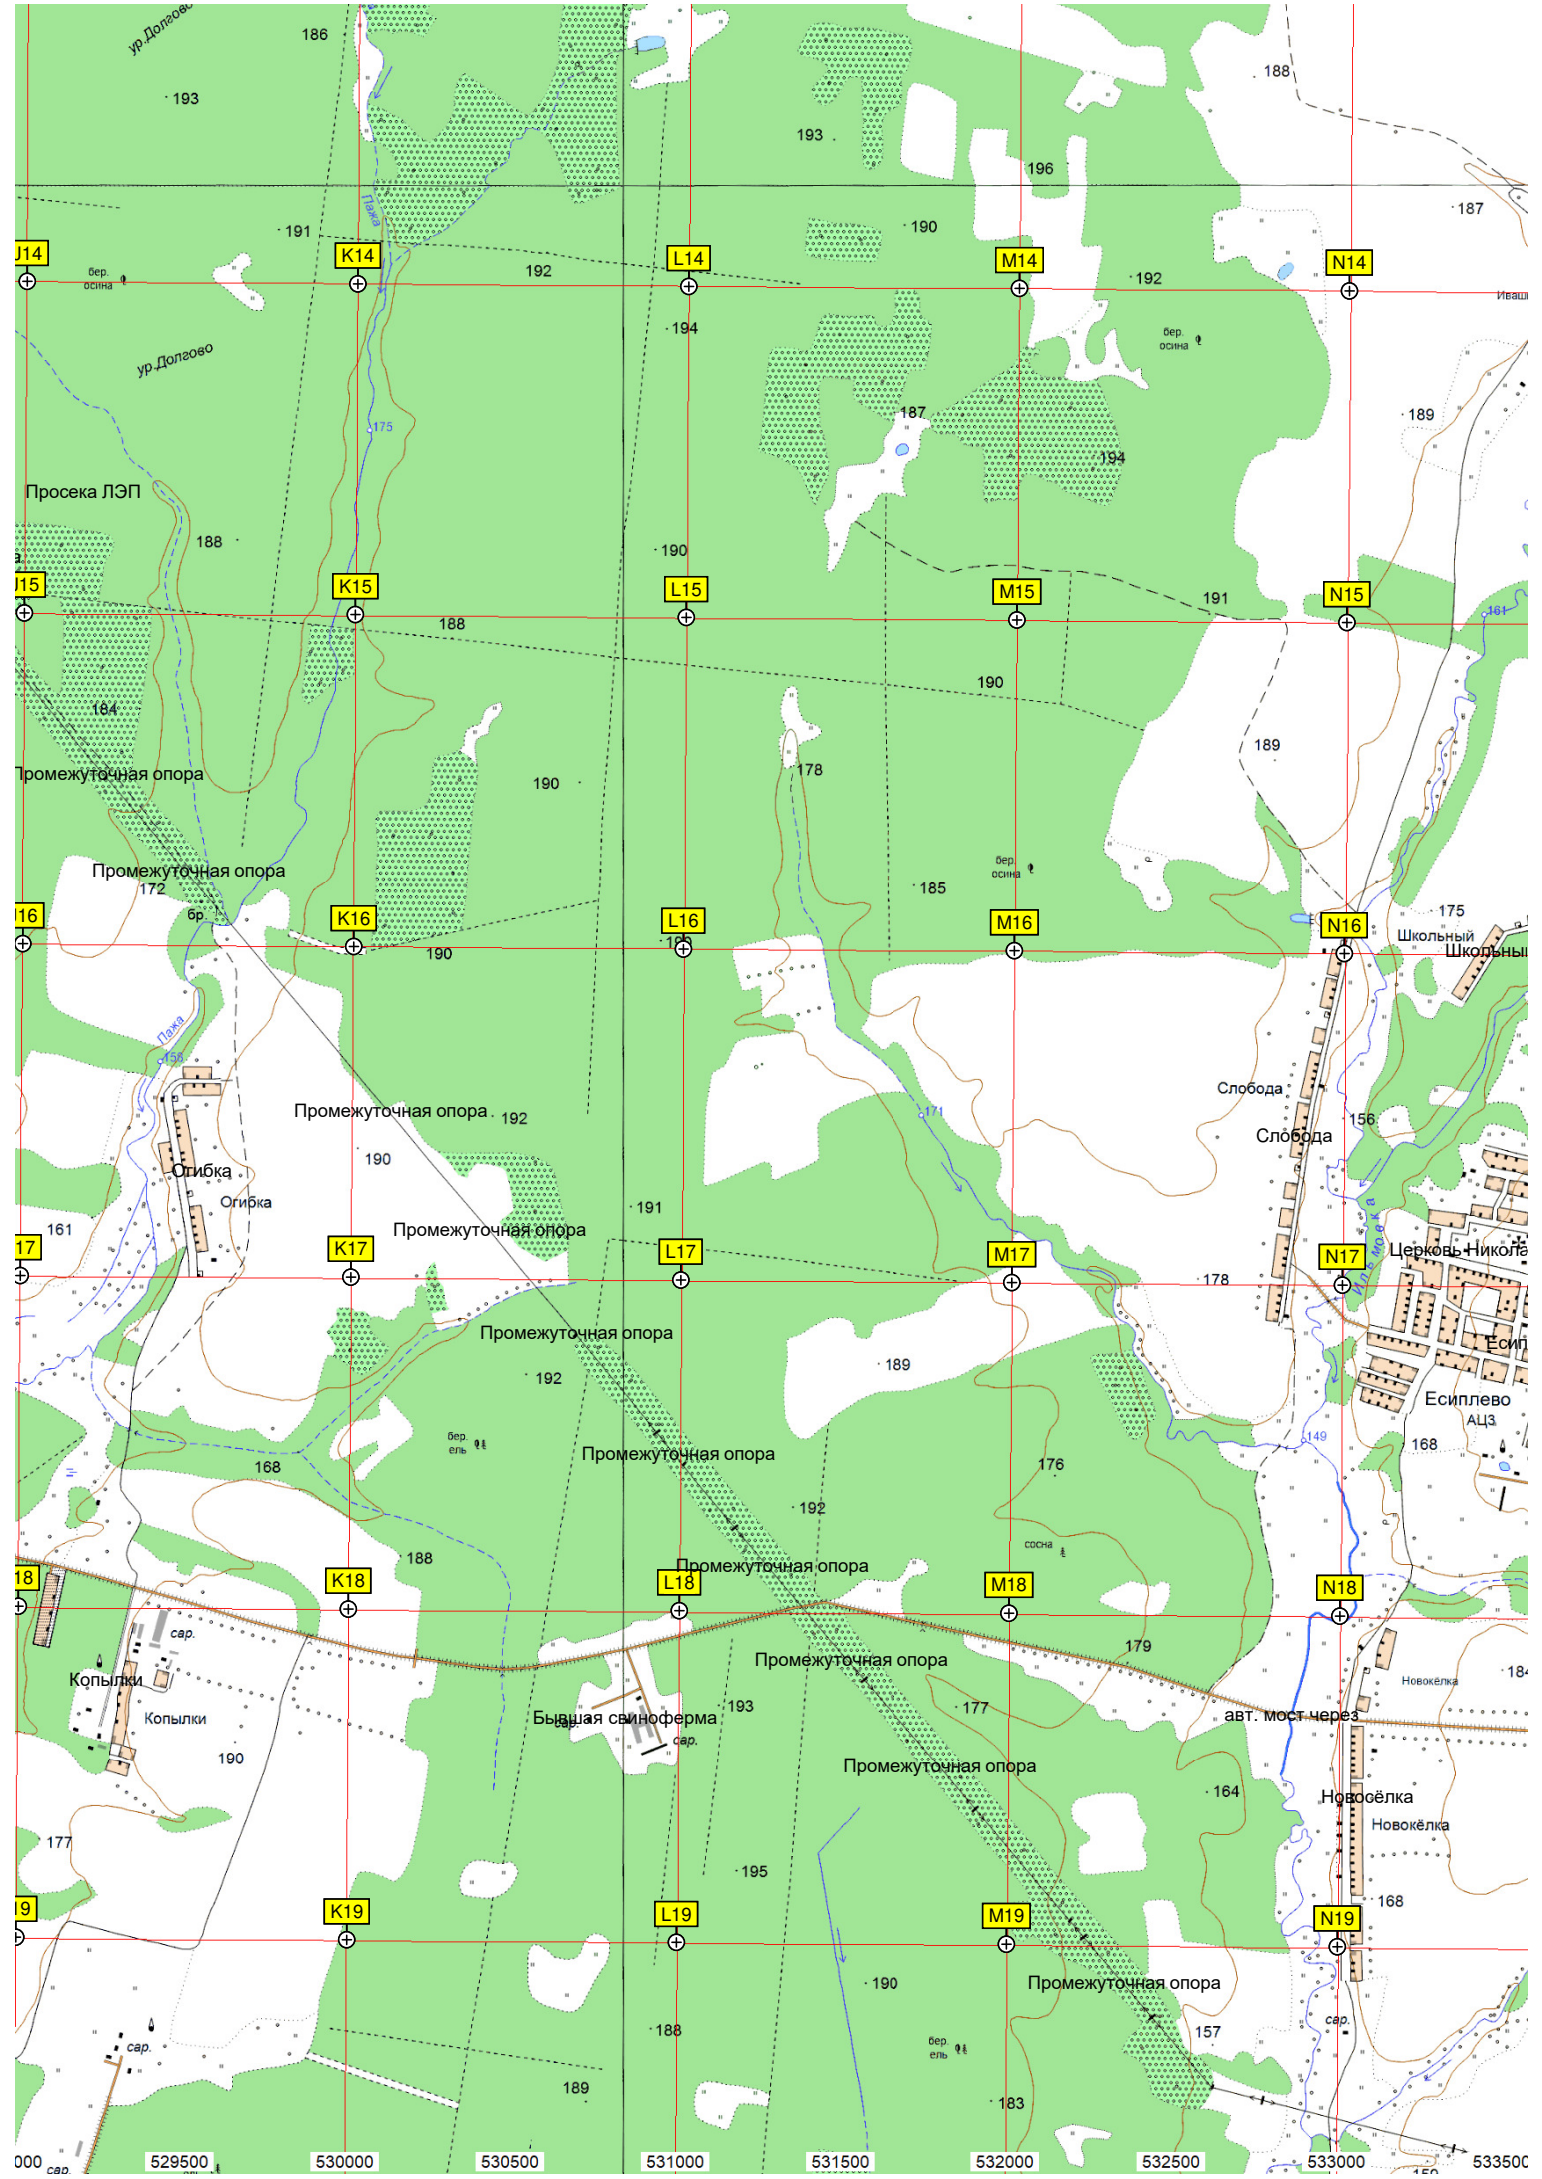 ур.Долгово
186
193
188
193
196
Пажа
191
190
187
J14
K14
L14
M14
N14
бер.
осина
192
192
194
бер.
осина
ур.Долгово
175
187
189
194
Просека ЛЭП
188
190
J15
K15
L15
M15
N15
191
161
188
184
190
189
Промежуточная опора
190
178
Промежуточная опора
172
бер.
осина
185
бр.
175
J16
K16
L16
M16
N16
Школьный
190
Пажа
171
Слобода
156
Промежуточная опора
192
Слобода
190
Огибка
Огибка
191
161
Промежуточная опора
Ильмовка
17
K17
L17
M17
N17
Церковь Никола
178
Промежуточная опора
189
192
Есиплево
АЦЗ
бер.
ель
149
168
168
Промежуточная опора
176
192
сосна
188
Промежуточная опора
18
K18
L18
M18
N18
сар.
179
Промежуточная опора
Копылки
Новокёлка
Копылки
Бывшая свиноферма
193
177
авт. мост через
сар.
190
Промежуточная опора
164
Новосёлка
Новокёлка
177
195
168
19
K19
L19
M19
N19
190
Промежуточная опора
188
157
сар.
сар.
бер.
ель
189
183
000
529500
530000
530500
531000
531500
532000
532500
533000
533500
сар.